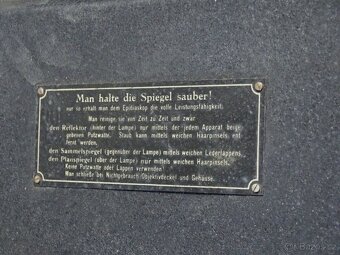 Man halte die Spiegel sauber!
nur so erhält man dem Epidiaskop die volle Leistungsfähigkeit.
Man reinige sie von Zeit zu Zeit und zwar
den Reflektor (hinter der Lampe) nur mittels der jedem Apparat beige-
gebenen Putzwatte. Staub kann mittels weichen Haarpinsels ent-
fernt werden,
den Sammelspiegel (gegenüber der Lampe) mittels weichen Lederlappens,
den Planspiegel (über der Lampe) nur mittels weichen Haarpinsels.
Keine Putzwatte oder Lappen verwenden!
Man schließe bei Nichtgebrauch Objektivdeckel und Gehäuse.